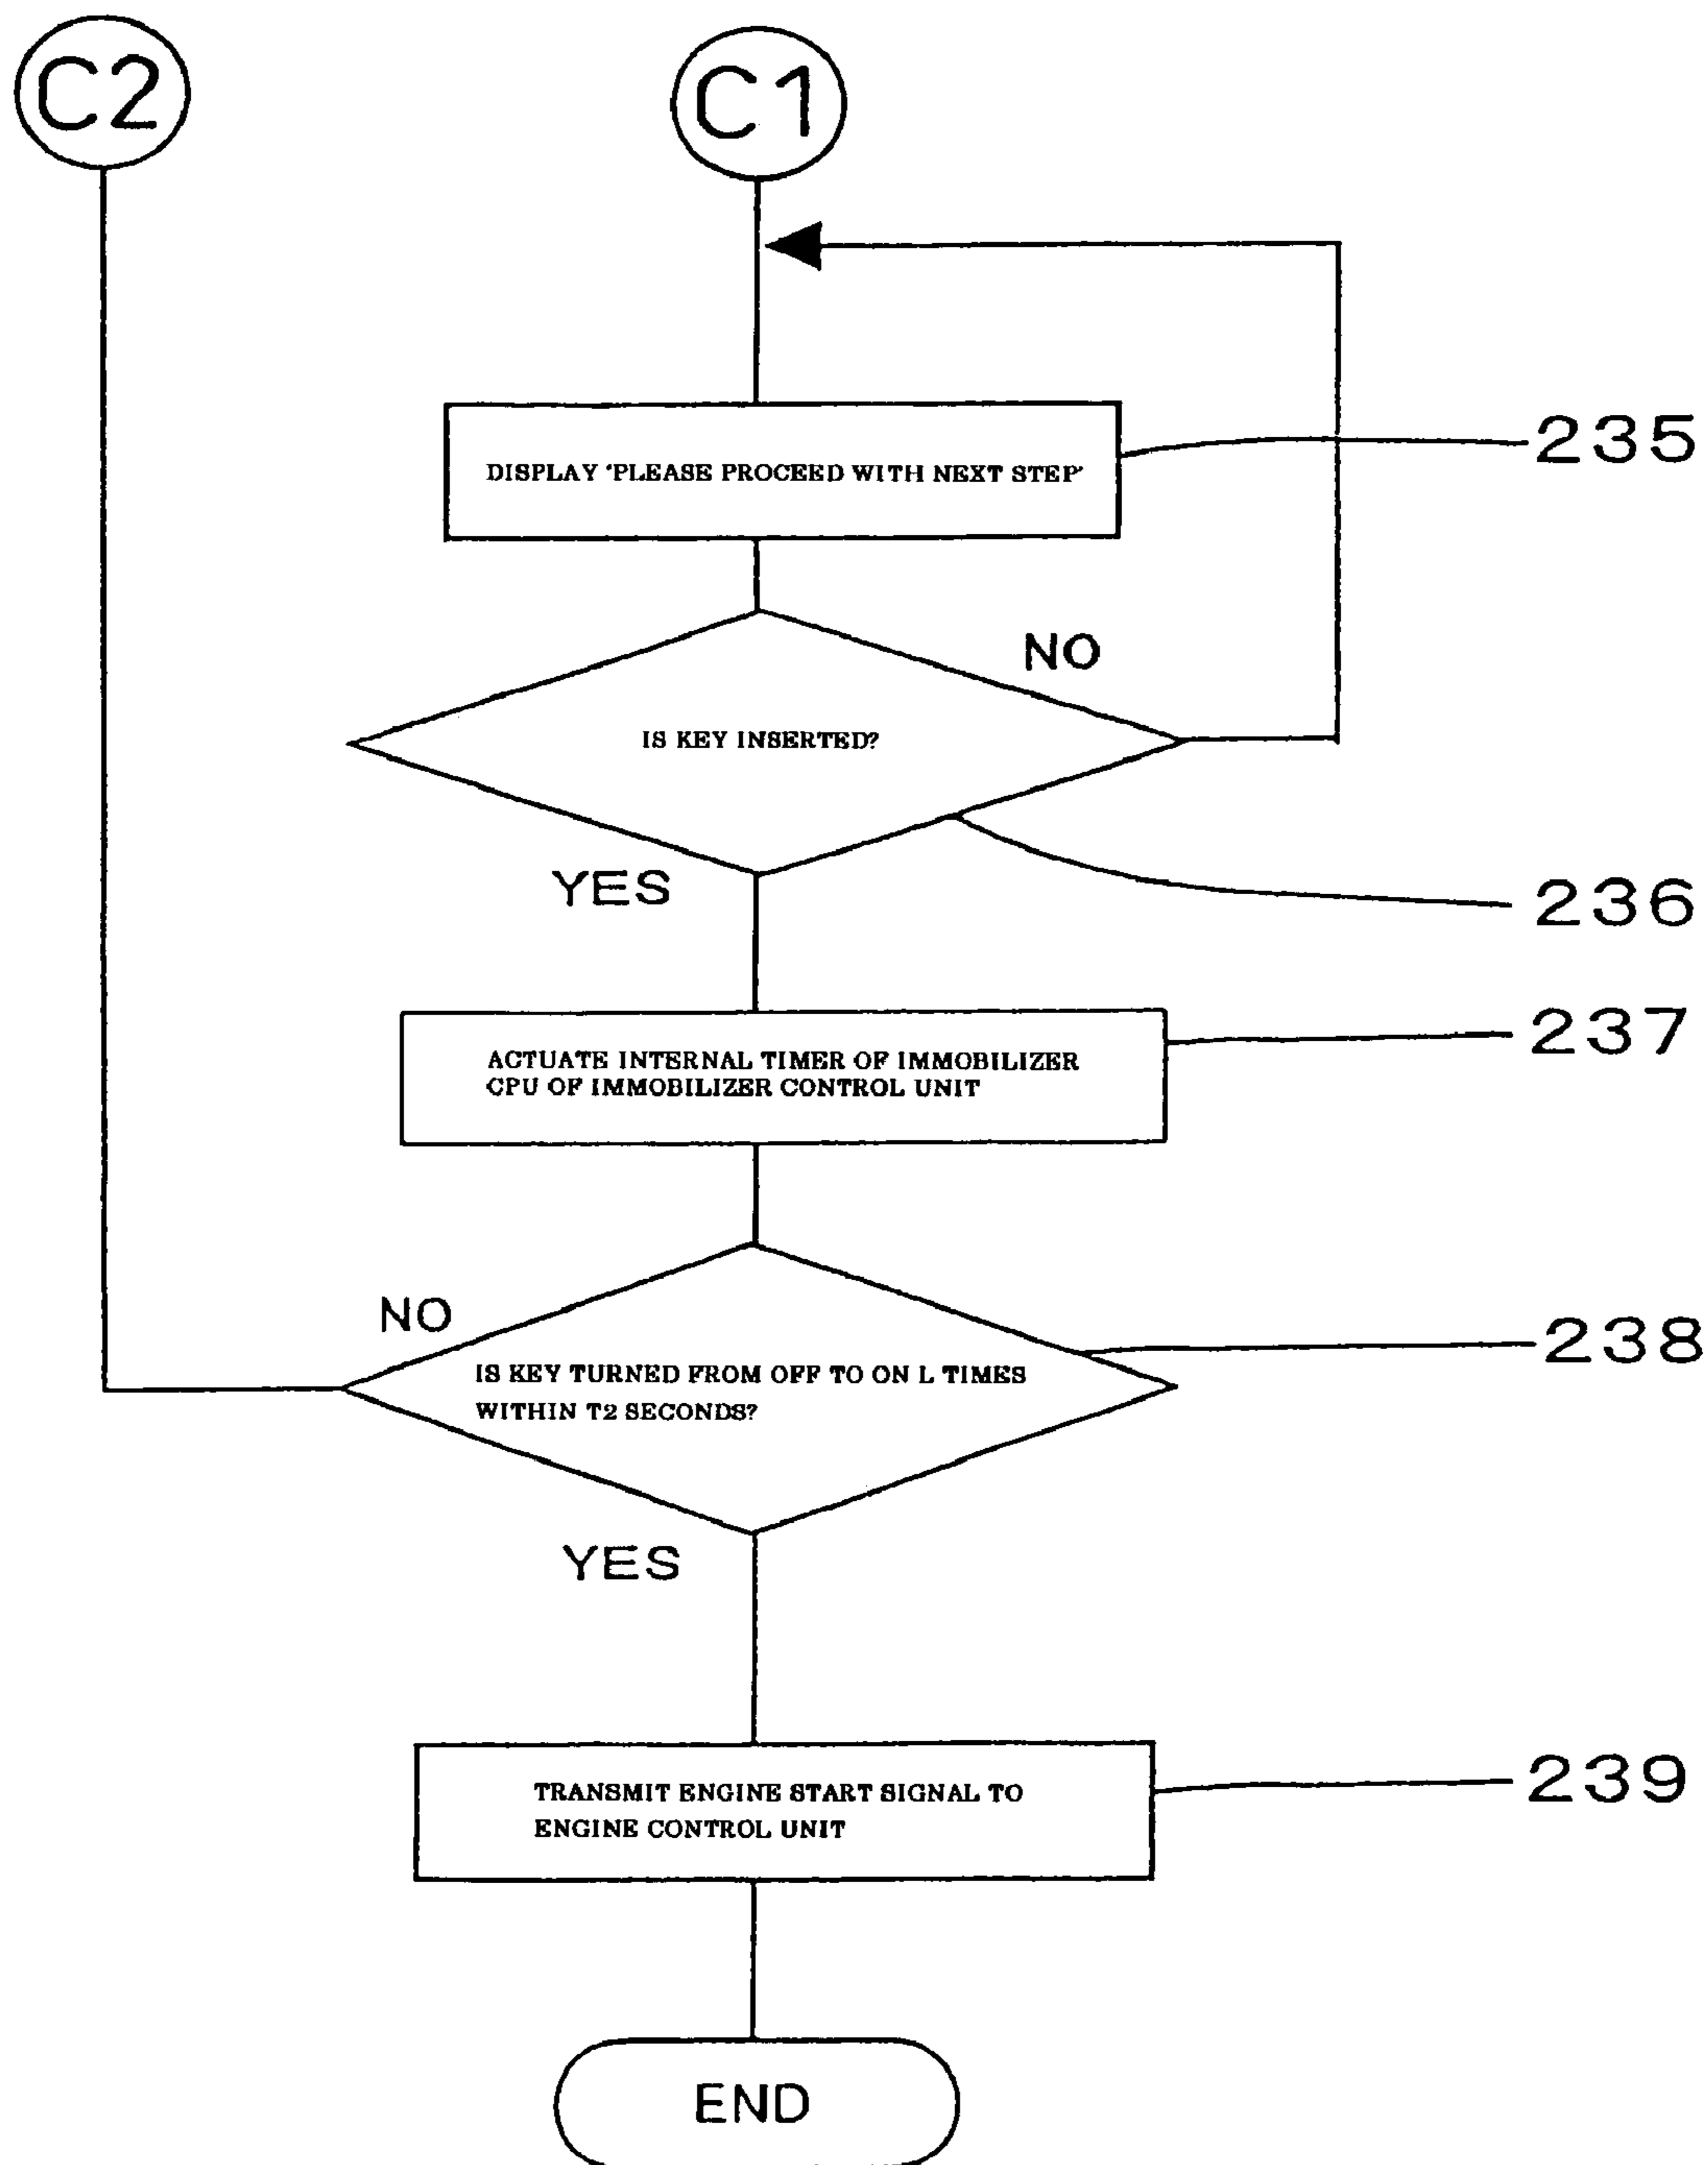 C2
C1
DISPLAY 'PLEASE PROCEED WITH NEXT STEP'
235
NO
IS KEY INSERTED?
YES
236
ACTUATE INTERNAL TIMER OF IMMOBILIZER
CPU OF IMMOBILIZER CONTROL UNIT
237
NO
IS KEY TURNED FROM OFF TO ON L TIMES
WITHIN T2 SECONDS?
238
YES
TRANSMIT ENGINE START SIGNAL TO
ENGINE CONTROL UNIT
239
END